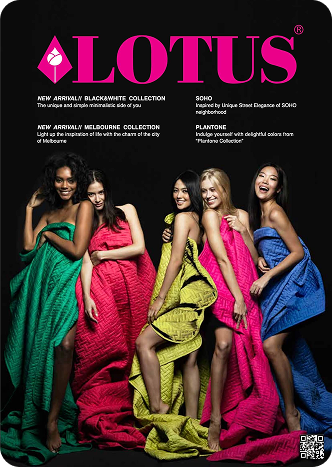 LOTUS®
NEW ARRIVAL// BLACK&WHITE COLLECTION
The unique and simple minimalistic side of you
SOHO
Inspired by Unique Street Elegance of SOHO
neighborhood
NEW ARRIVAL// MELBOURNE COLLECTION
Light up the inspiration of life with the charm of the city
of Melbourne
PLANTONE
Indulge yourself with delightful colors from
"Plantone Collection"